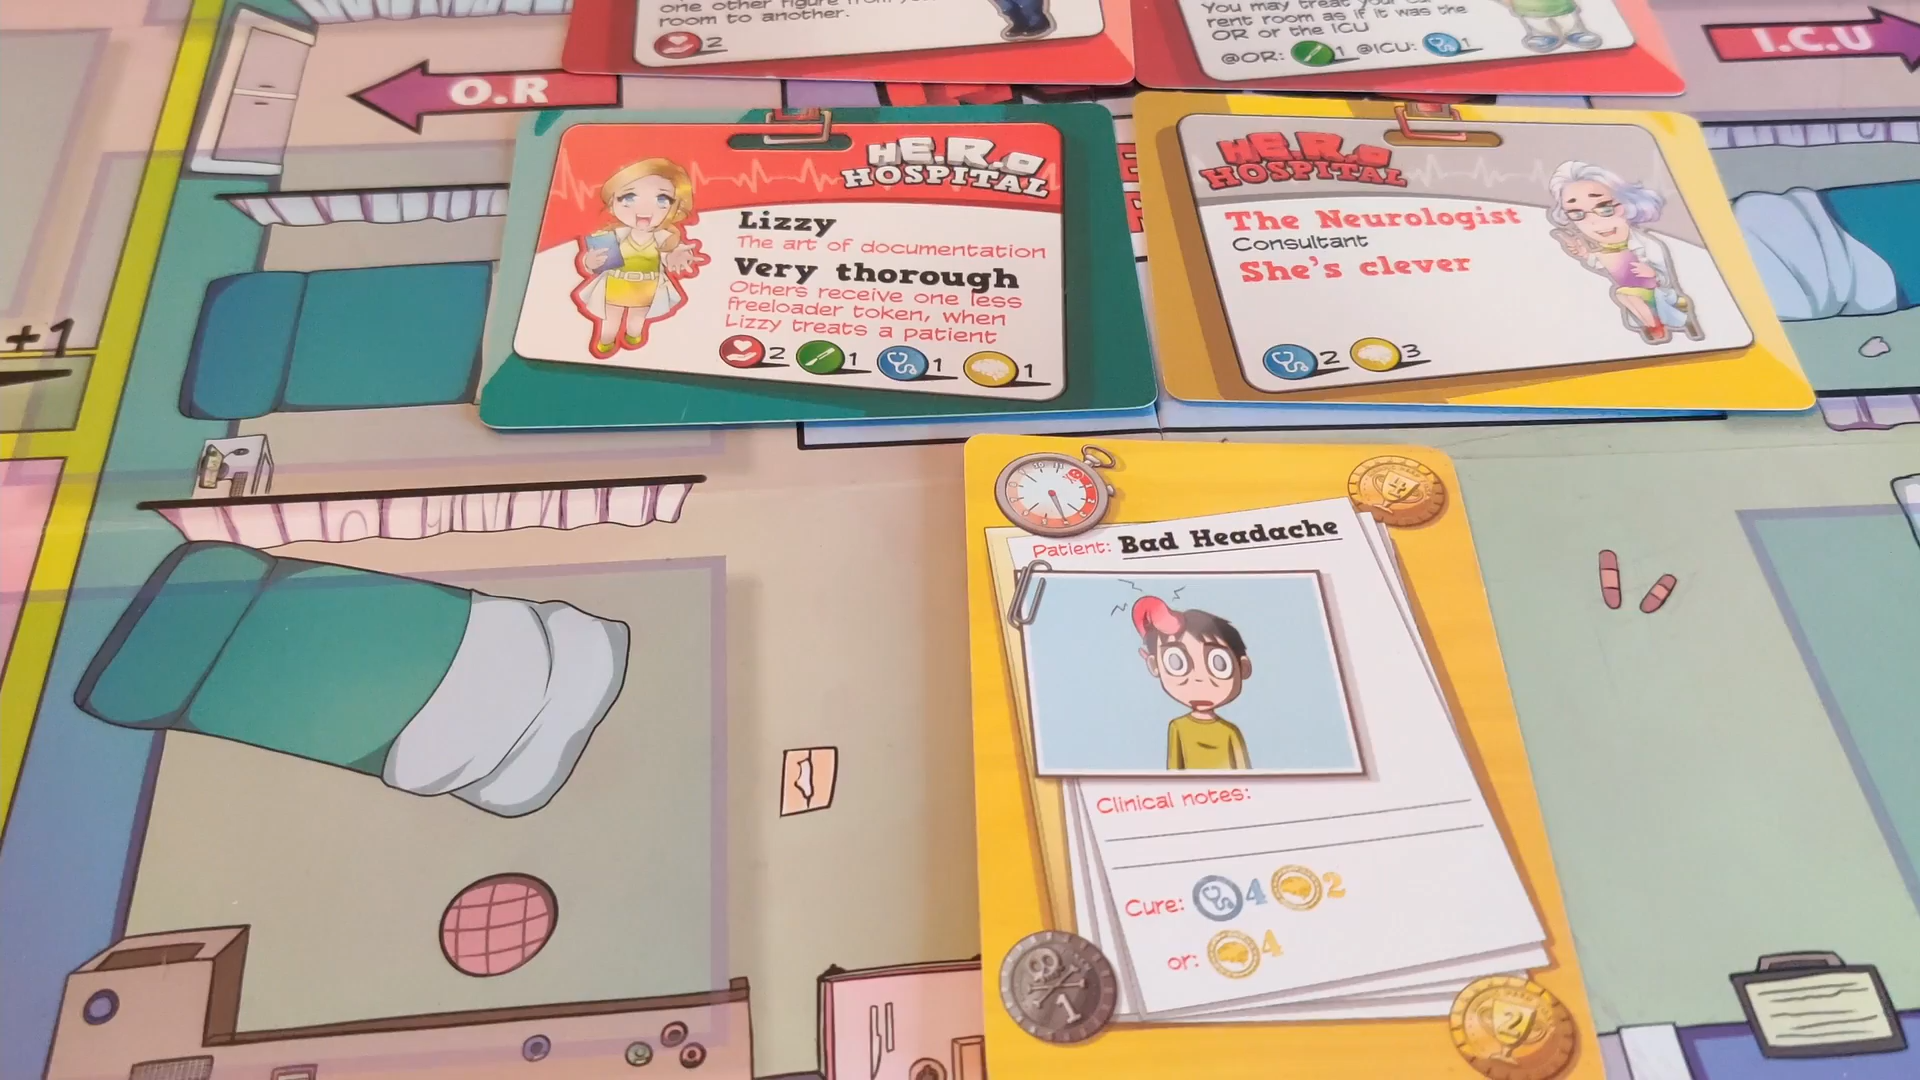 one other figure from
room to another.
2
You may treat your
rent room as if it was the
OR or the ICU
@OR: 1 @ICU: 1
O.R
I.C.U
HE.R.o
HOSPITAL
Lizzy
The art of documentation
Very thorough
Others receive one less
freeloader token, when
Lizzy treats a patient
2 1 1 1
HE.R.o
HOSPITAL
The Neurologist
Consultant
She's clever
2 3
+1
Patient: Bad Headache
Clinical notes:
Cure: 4 2
or: 4
1
2